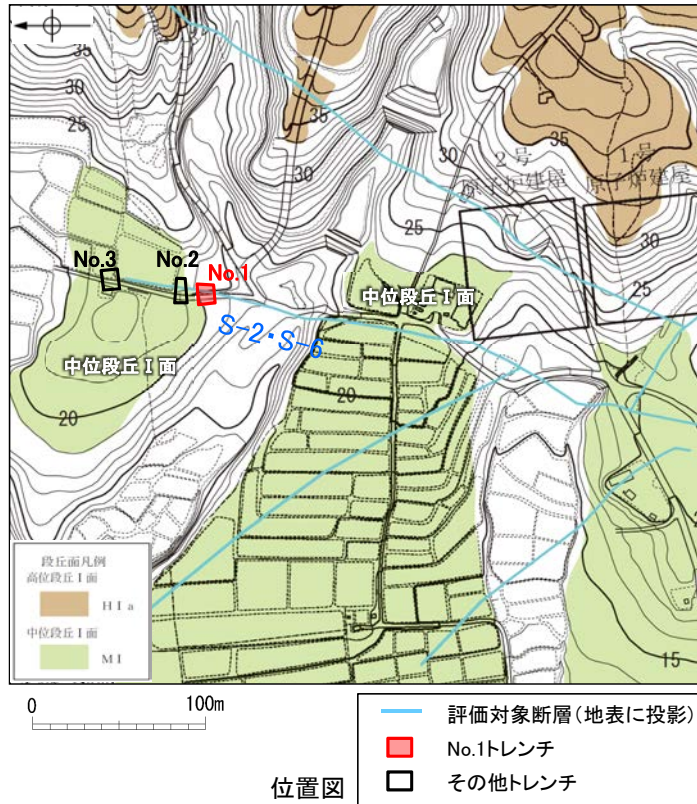 35
35
30
25
35
30
35
30
25
2号
原子炉建屋
1号
原子炉建屋
30
25
No.3
No.2
No.1
S-2・S-6
中位段丘Ⅰ面
中位段丘Ⅰ面
20
20
15
段丘面凡例
高位段丘Ⅰ面
HⅠa
中位段丘Ⅰ面
MⅠ
0 100m
位置図
評価対象断層(地表に投影)
No.1トレンチ
その他トレンチ